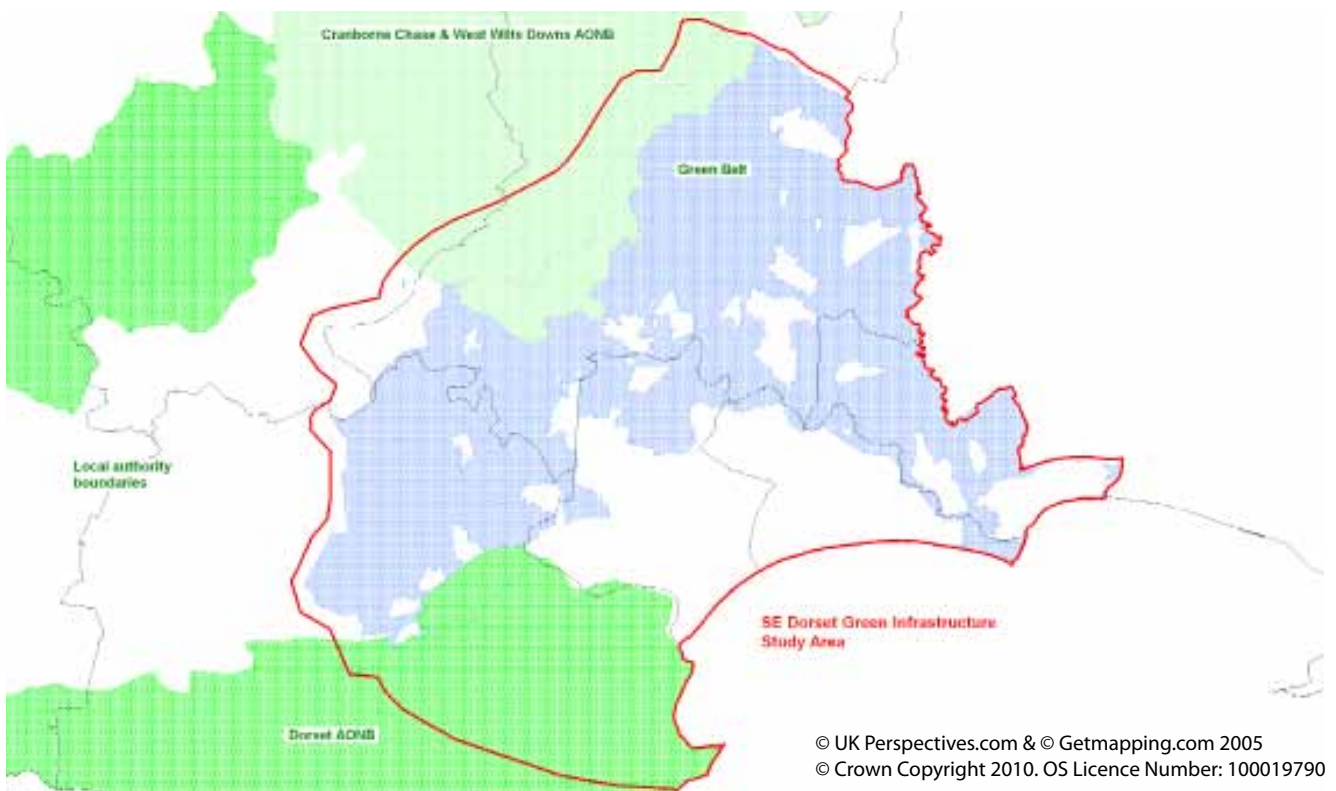 Cranborne Chase & West Wilts Downs AONB
Green Belt
Local authority
boundaries
SE Dorset Green Infrastructure
Study Area
Dorset AONB
© UK Perspectives.com & © Getmapping.com 2005
© Crown Copyright 2010. OS Licence Number: 100019790